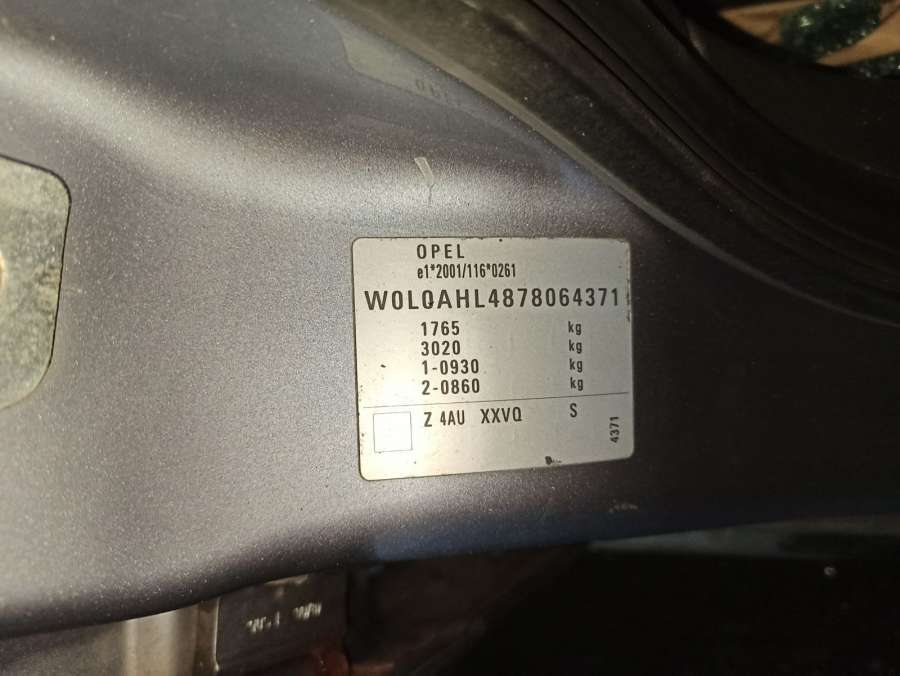 OPEL
e1*2001/116*0261
W0L0AHL4878064371
1765 kg
3020 kg
1-0930 kg
2-0860 kg
Z 4AU XXVQ S
4371